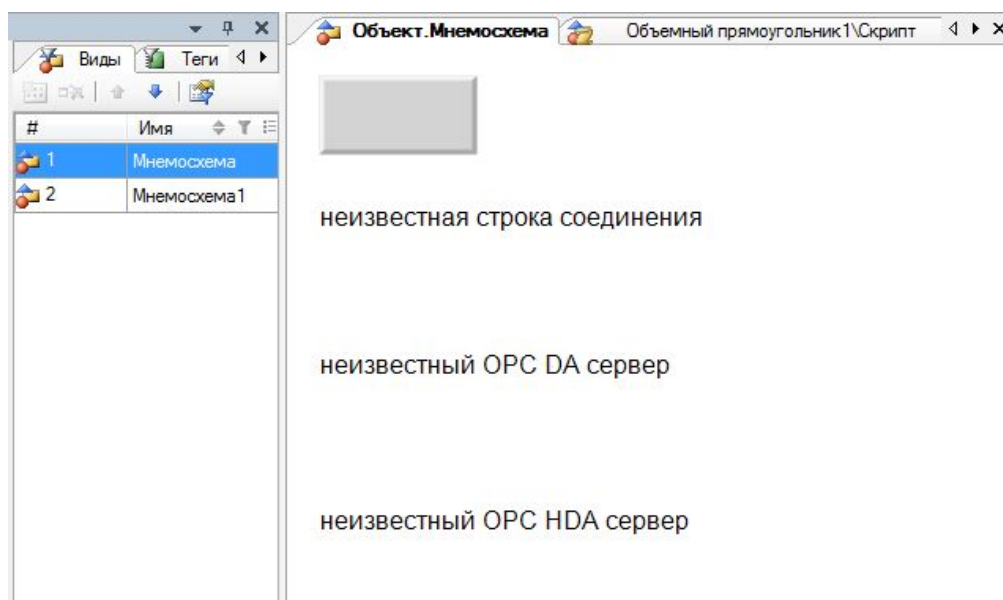 Объект.Мнемосхема Объемный прямоугольник1\Скрипт
Виды Теги
# Имя
1 Мнемосхема
2 Мнемосхема1
неизвестная строка соединения
неизвестный OPC DA сервер
неизвестный OPC HDA сервер